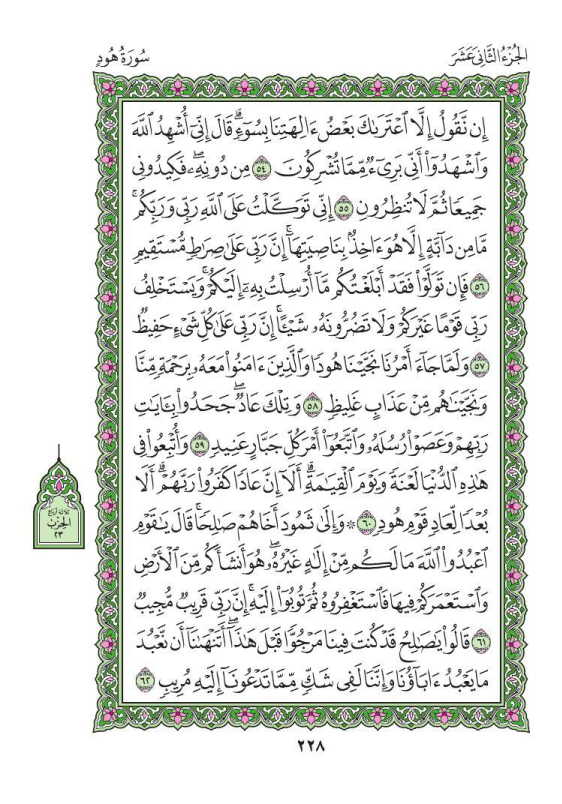 الجُزْءُ الثَّانِي عَشَرَ
سُورَةُ هُودٍ
إِن نَّقُولُ إِلَّا ٱعْتَرَىٰكَ بَعْضُ ءَالِهَتِنَا بِسُوٓءٍۗ قَالَ إِنِّيٓ أُشْهِدُ ٱللَّهَ
وَٱشْهَدُوٓاْ أَنِّي بَرِيٓءٞ مِّمَّا تُشْرِكُونَ ٥٤ مِن دُونِهِۦۖ فَكِيدُونِي
جَمِيعٗا ثُمَّ لَا تُنظِرُونِ ٥٥ إِنِّي تَوَكَّلْتُ عَلَى ٱللَّهِ رَبِّي وَرَبِّكُمۚ
مَّا مِن دَآبَّةٍ إِلَّا هُوَ ءَاخِذُۢ بِنَاصِيَتِهَآۚ إِنَّ رَبِّي عَلَىٰ صِرَٰطٖ مُّسْتَقِيمٖ
٥٦ فَإِن تَوَلَّوْاْ فَقَدْ أَبْلَغْتُكُم مَّآ أُرْسِلْتُ بِهِۦٓ إِلَيْكُمْۚ وَيَسْتَخْلِفُ
رَبِّي قَوْمًا غَيْرَكُمْ وَلَا تَضُرُّونَهُۥ شَيْـًٔاۚ إِنَّ رَبِّي عَلَىٰ كُلِّ شَيْءٍ حَفِيظٞ
٥٧ وَلَمَّا جَآءَ أَمْرُنَا نَجَّيْنَا هُودٗا وَٱلَّذِينَ ءَامَنُواْ مَعَهُۥ بِرَحْمَةٖ مِّنَّا
وَنَجَّيْنَٰهُم مِّنْ عَذَابٍ غَلِيظٖ ٥٨ وَتِلْكَ عَادٞۖ جَحَدُواْ بِـَٔايَٰتِ
رَبِّهِمْ وَعَصَوْاْ رُسُلَهُۥ وَٱتَّبَعُوٓاْ أَمْرَ كُلِّ جَبَّارٍ عَنِيدٖ ٥٩ وَأُتْبِعُواْ فِي
هَٰذِهِ ٱلدُّنْيَا لَعْنَةٗ وَيَوْمَ ٱلْقِيَٰمَةِۗ أَلَآ إِنَّ عَادٗا كَفَرُواْ رَبَّهُمْۗ أَلَا
بُعْدٗا لِّعَادٖ قَوْمِ هُودٖ ٦٠ ۞ وَإِلَىٰ ثَمُودَ أَخَاهُمْ صَٰلِحٗاۚ قَالَ يَٰقَوْمِ
ٱعْبُدُواْ ٱللَّهَ مَا لَكُم مِّنْ إِلَٰهٍ غَيْرُهُۥۖ هُوَ أَنشَأَكُم مِّنَ ٱلْأَرْضِ
وَٱسْتَعْمَرَكُمْ فِيهَا فَٱسْتَغْفِرُوهُ ثُمَّ تُوبُوٓاْ إِلَيْهِۚ إِنَّ رَبِّي قَرِيبٞ مُّجِيبٞ
٦١ قَالُواْ يَٰصَٰلِحُ قَدْ كُنتَ فِينَا مَرْجُوّٗا قَبْلَ هَٰذَآۖ أَتَنْهَىٰنَآ أَن نَّعْبُدَ
مَا يَعْبُدُ ءَابَآؤُنَا وَإِنَّنَا لَفِي شَكّٖ مِّمَّا تَدْعُونَآ إِلَيْهِ مُرِيبٖ ٦٢
ثلاثة أرباع
الحِزْب
٢٣
٢٢٨